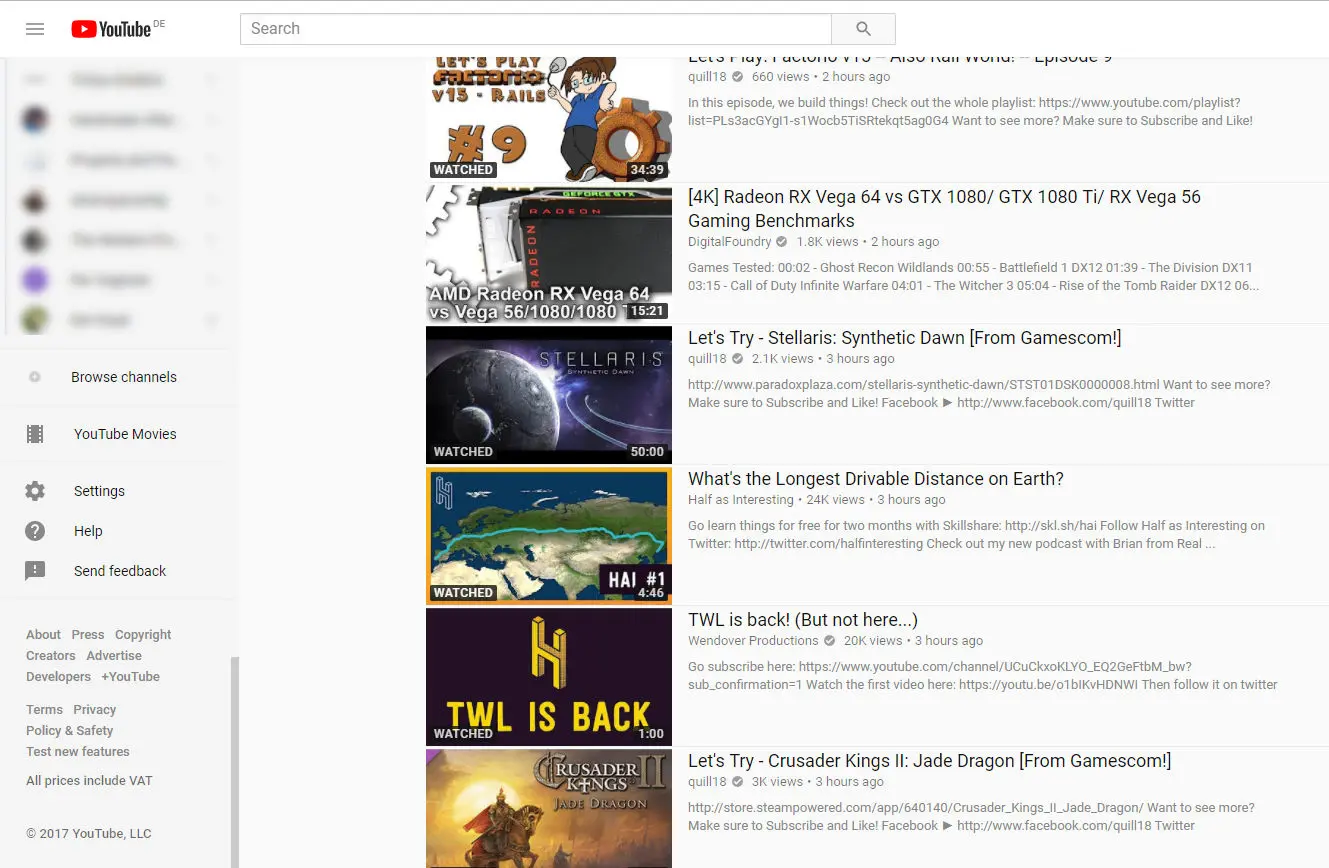 YouTube DE
Search
Browse channels
YouTube Movies
Settings
Help
Send feedback
About Press Copyright
Creators Advertise
Developers +YouTube
Terms Privacy
Policy & Safety
Test new features
All prices include VAT
© 2017 YouTube, LLC
LET'S PLAY
FACTORIO
V15 - RAILS
#9
WATCHED
34:39
Let's Play: Factorio v15 – Also Rail World! – Episode 9
quill18 660 views • 2 hours ago
In this episode, we build things! Check out the whole playlist: https://www.youtube.com/playlist?
list=PLs3acGYgI1-s1Wocb5TiSRtekqt5ag0G4 Want to see more? Make sure to Subscribe and Like!
GEFORCE GTX
RADEON
RADEON
AMD Radeon RX Vega 64
vs Vega 56/1080/1080
15:21
[4K] Radeon RX Vega 64 vs GTX 1080/ GTX 1080 Ti/ RX Vega 56
Gaming Benchmarks
DigitalFoundry 1.8K views • 2 hours ago
Games Tested: 00:02 - Ghost Recon Wildlands 00:55 - Battlefield 1 DX12 01:39 - The Division DX11
03:15 - Call of Duty Infinite Warfare 04:01 - The Witcher 3 05:04 - Rise of the Tomb Raider DX12 06...
STELLARIS
SYNTHETIC DAWN
WATCHED
50:00
Let's Try - Stellaris: Synthetic Dawn [From Gamescom!]
quill18 2.1K views • 3 hours ago
http://www.paradoxplaza.com/stellaris-synthetic-dawn/STST01DSK0000008.html Want to see more?
Make sure to Subscribe and Like! Facebook ► http://www.facebook.com/quill18 Twitter
HAI #1
WATCHED
4:46
What's the Longest Drivable Distance on Earth?
Half as Interesting • 24K views • 3 hours ago
Go learn things for free for two months with Skillshare: http://skl.sh/hai Follow Half as Interesting on
Twitter: http://twitter.com/halfinteresting Check out my new podcast with Brian from Real ...
TWL IS BACK
WATCHED
1:00
TWL is back! (But not here...)
Wendover Productions 20K views • 3 hours ago
Go subscribe here: https://www.youtube.com/channel/UCuCkxoKLYO_EQ2GeFtbM_bw?
sub_confirmation=1 Watch the first video here: https://youtu.be/o1bIKvHDNWI Then follow it on twitter
CRUSADER
KINGS II
JADE DRAGON
Let's Try - Crusader Kings II: Jade Dragon [From Gamescom!]
quill18 3K views • 3 hours ago
http://store.steampowered.com/app/640140/Crusader_Kings_II_Jade_Dragon/ Want to see more?
Make sure to Subscribe and Like! Facebook ► http://www.facebook.com/quill18 Twitter